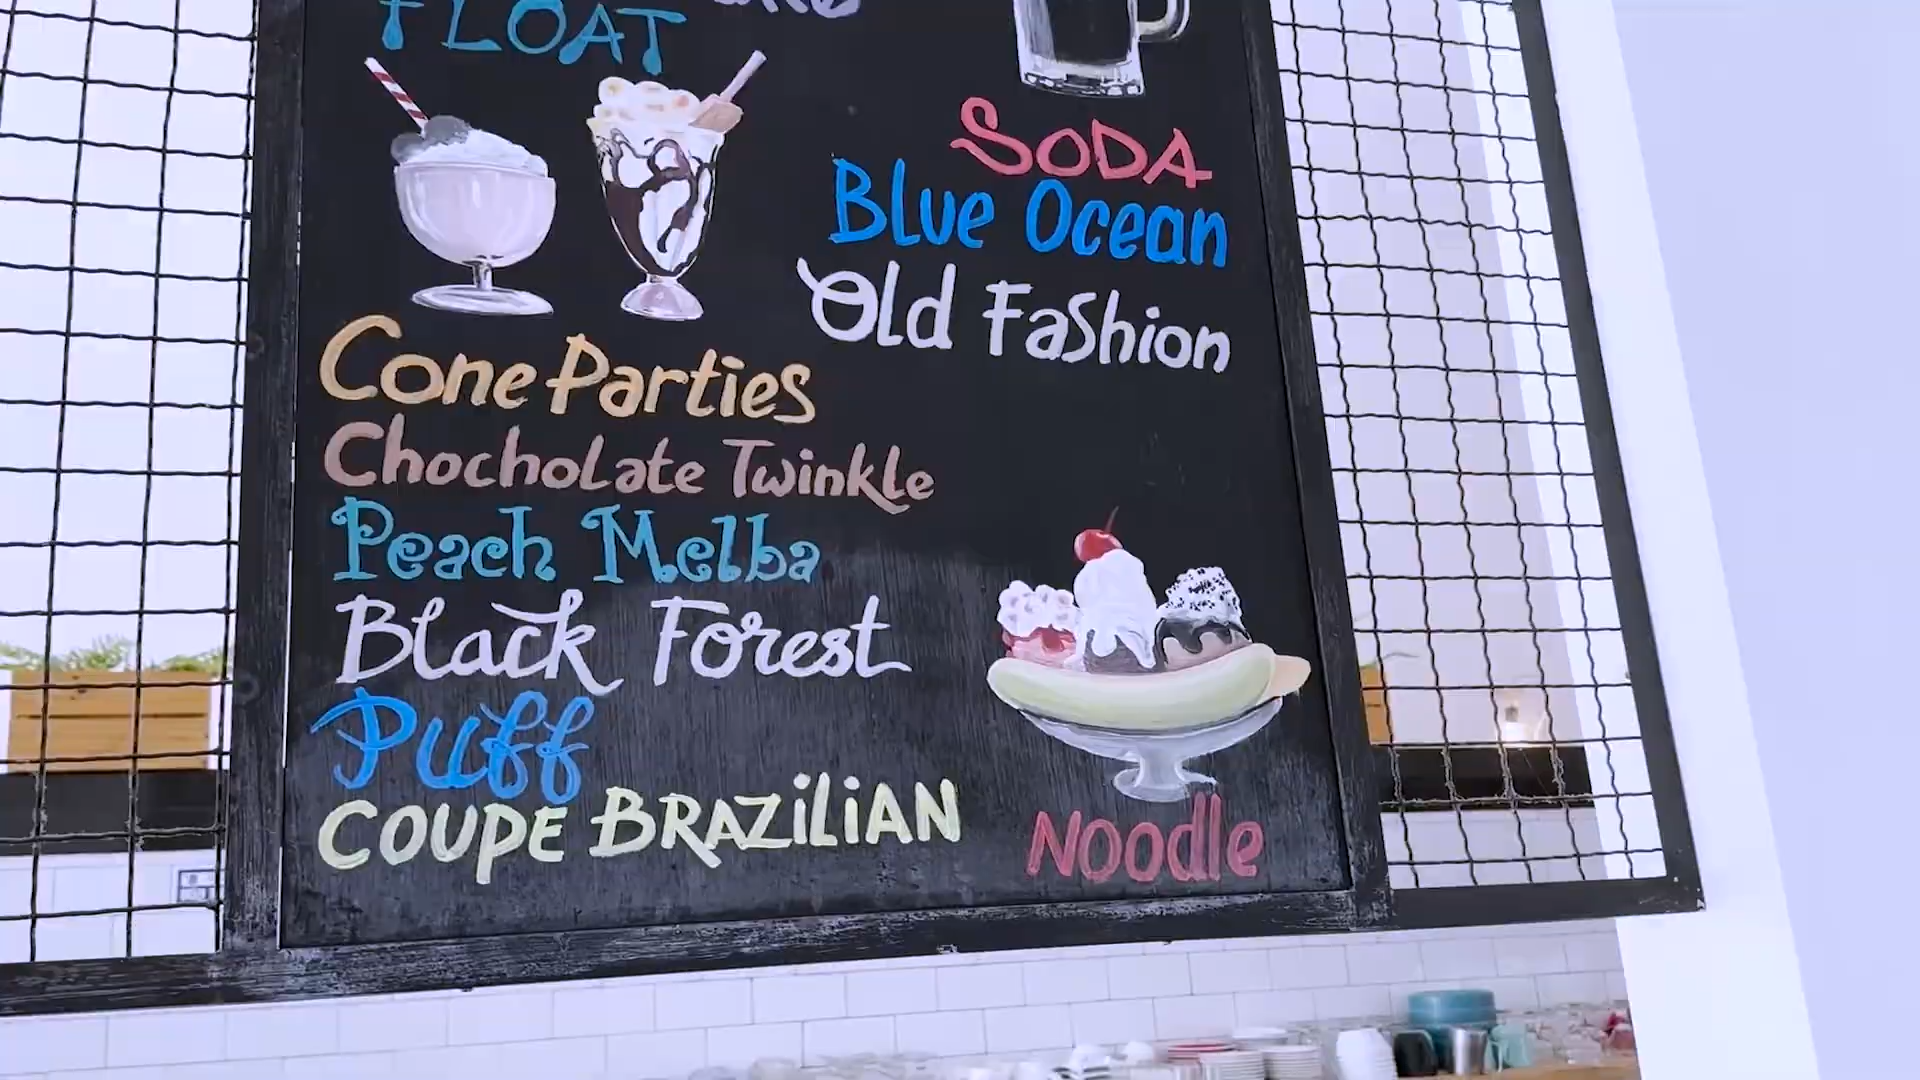 FLOAT
SODA
Blue Ocean
Old Fashion
Cone Parties
Chocholate Twinkle
Peach Melba
Black Forest
Puff
COUPE BRAZILIAN
Noodle